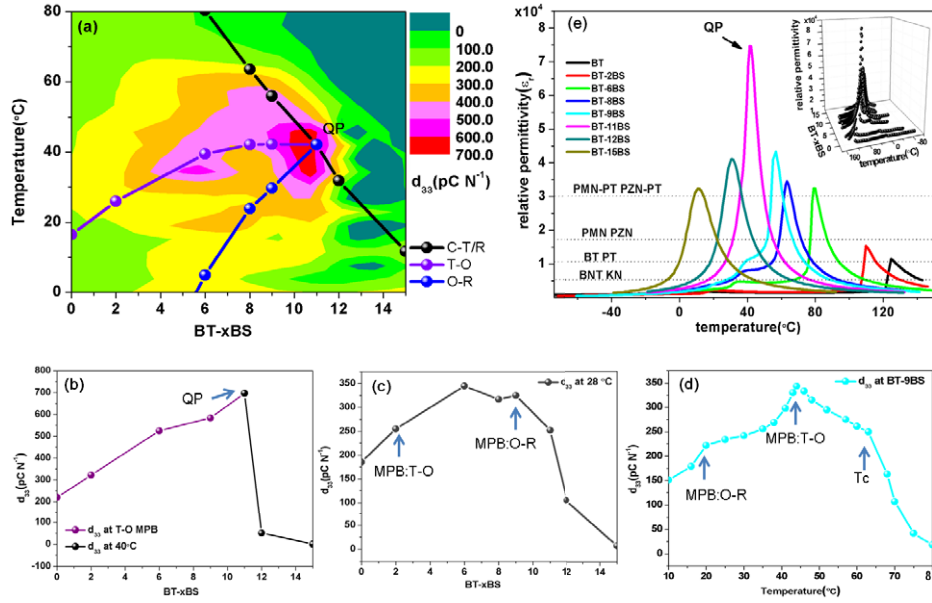 (a)
Temperature(°C)
80
60
40
20
0
0 2 4 6 8 10 12 14
BT-xBS
QP
0
100.0
200.0
300.0
400.0
500.0
600.0
700.0
d33(pC N-1)
C-T/R
T-O
O-R
(e)
x10^4
relative permittivity(εr)
8
7
6
5
4
3
2
1
-40 0 40 80 120
temperature(°C)
QP
BT
BT-2BS
BT-6BS
BT-8BS
BT-9BS
BT-11BS
BT-12BS
BT-15BS
PMN-PT PZN-PT
PMN PZN
BT PT
BNT KN
relative permittivity
BT-xBS
temperature(°C)
(b)
d33(pC N-1)
800
700
600
500
400
300
200
100
0
-100
QP
d33 at T-O MPB
d33 at 40°C
0 2 4 6 8 10 12 14
BT-xBS
(c)
d33(pC N-1)
350
300
250
200
150
100
50
0
d33 at 28 °C
MPB:T-O
MPB:O-R
0 2 4 6 8 10 12 14
BT-xBS
(d)
d33(pC N-1)
350
300
250
200
150
100
50
0
d33 at BT-9BS
MPB:O-R
MPB:T-O
Tc
10 20 30 40 50 60 70 80
Temperature(°C)